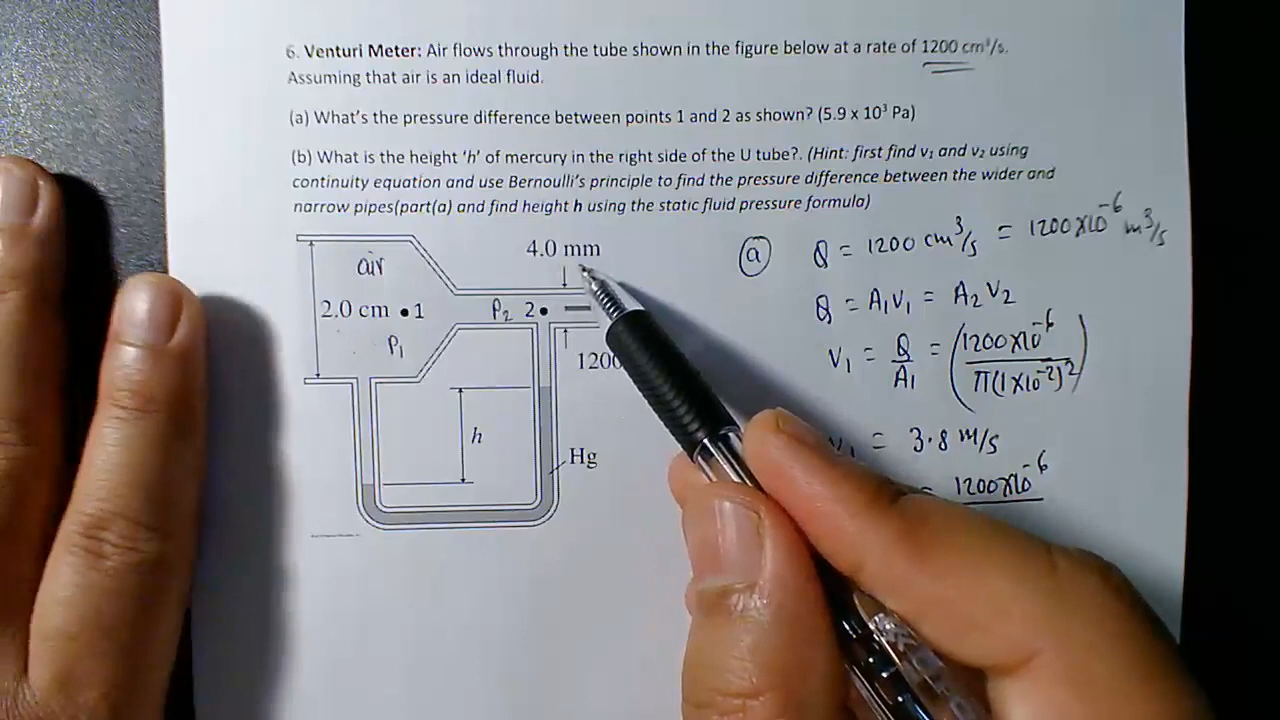 6. Venturi Meter: Air flows through the tube shown in the figure below at a rate of 1200 cm³/s.
Assuming that air is an ideal fluid.
(a) What's the pressure difference between points 1 and 2 as shown? (5.9 x 10³ Pa)
(b) What is the height 'h' of mercury in the right side of the U tube?. (Hint: first find v₁ and v₂ using
continuity equation and use Bernoulli's principle to find the pressure difference between the wider and
narrow pipes(part(a) and find height h using the static fluid pressure formula)
air
4.0 mm
2.0 cm •1
P₂ 2•
P₁
1200
h
Hg
ⓐ Q = 1200 cm³/s = 1200×10⁻⁶ m³/s
Q = A₁V₁ = A₂V₂
V₁ = Q/A₁ = (1200×10⁻⁶/π(1×10⁻²)²)
V₁ = 3.8 m/s
= 1200×10⁻⁶